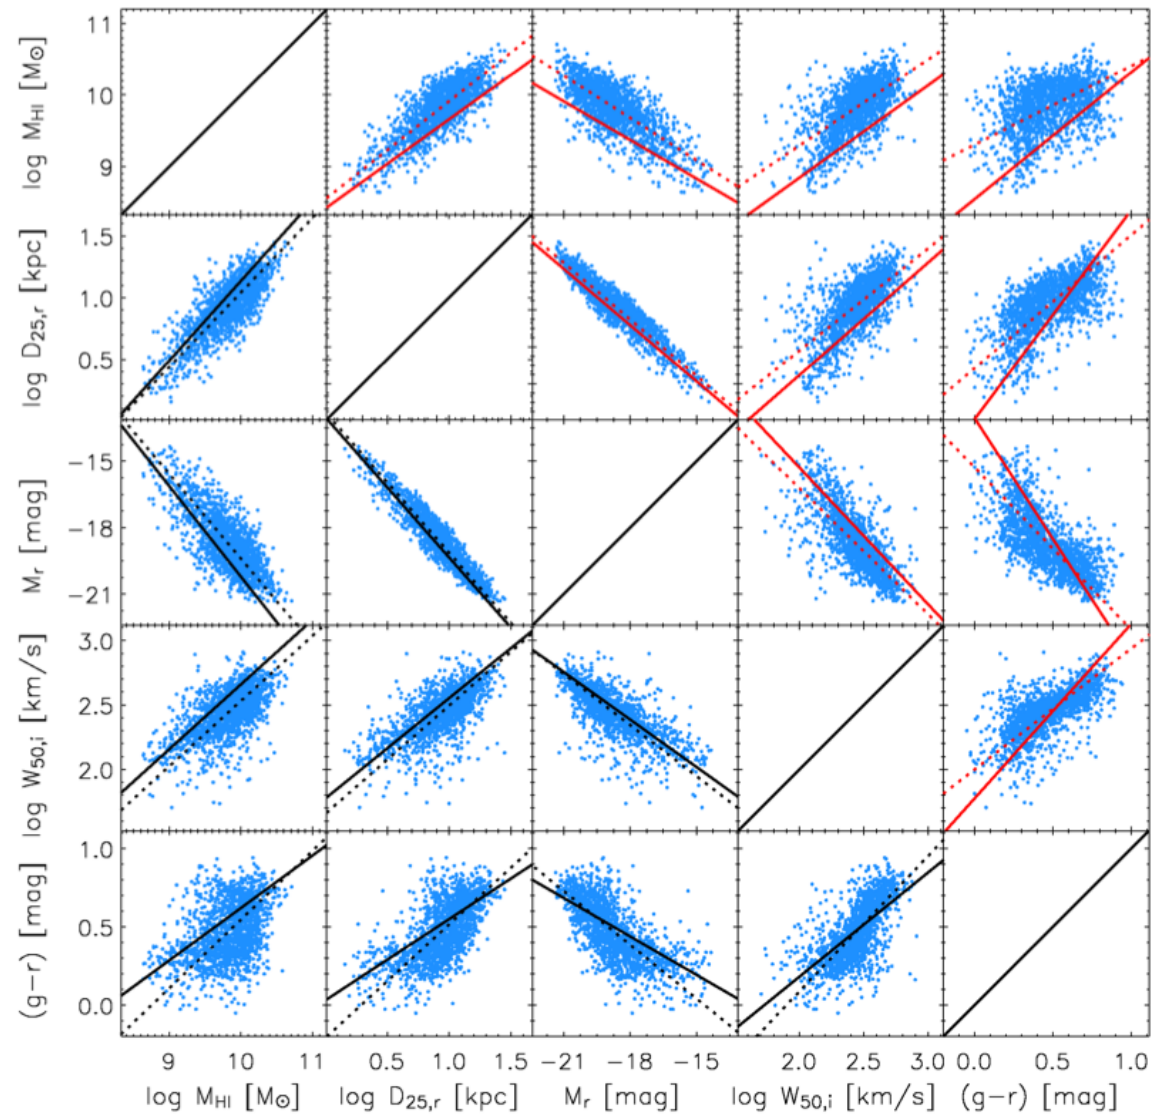 log M_HI [M⊙]
11
10
9
log D_25,r [kpc]
1.5
1.0
0.5
M_r [mag]
−15
−18
−21
log W_50,i [km/s]
3.0
2.5
2.0
(g−r) [mag]
1.0
0.5
0.0
9 10 11 0.5 1.0 1.5 −21 −18 −15 2.0 2.5 3.0 0.0 0.5 1.0
log M_HI [M⊙] log D_25,r [kpc] M_r [mag] log W_50,i [km/s] (g−r) [mag]